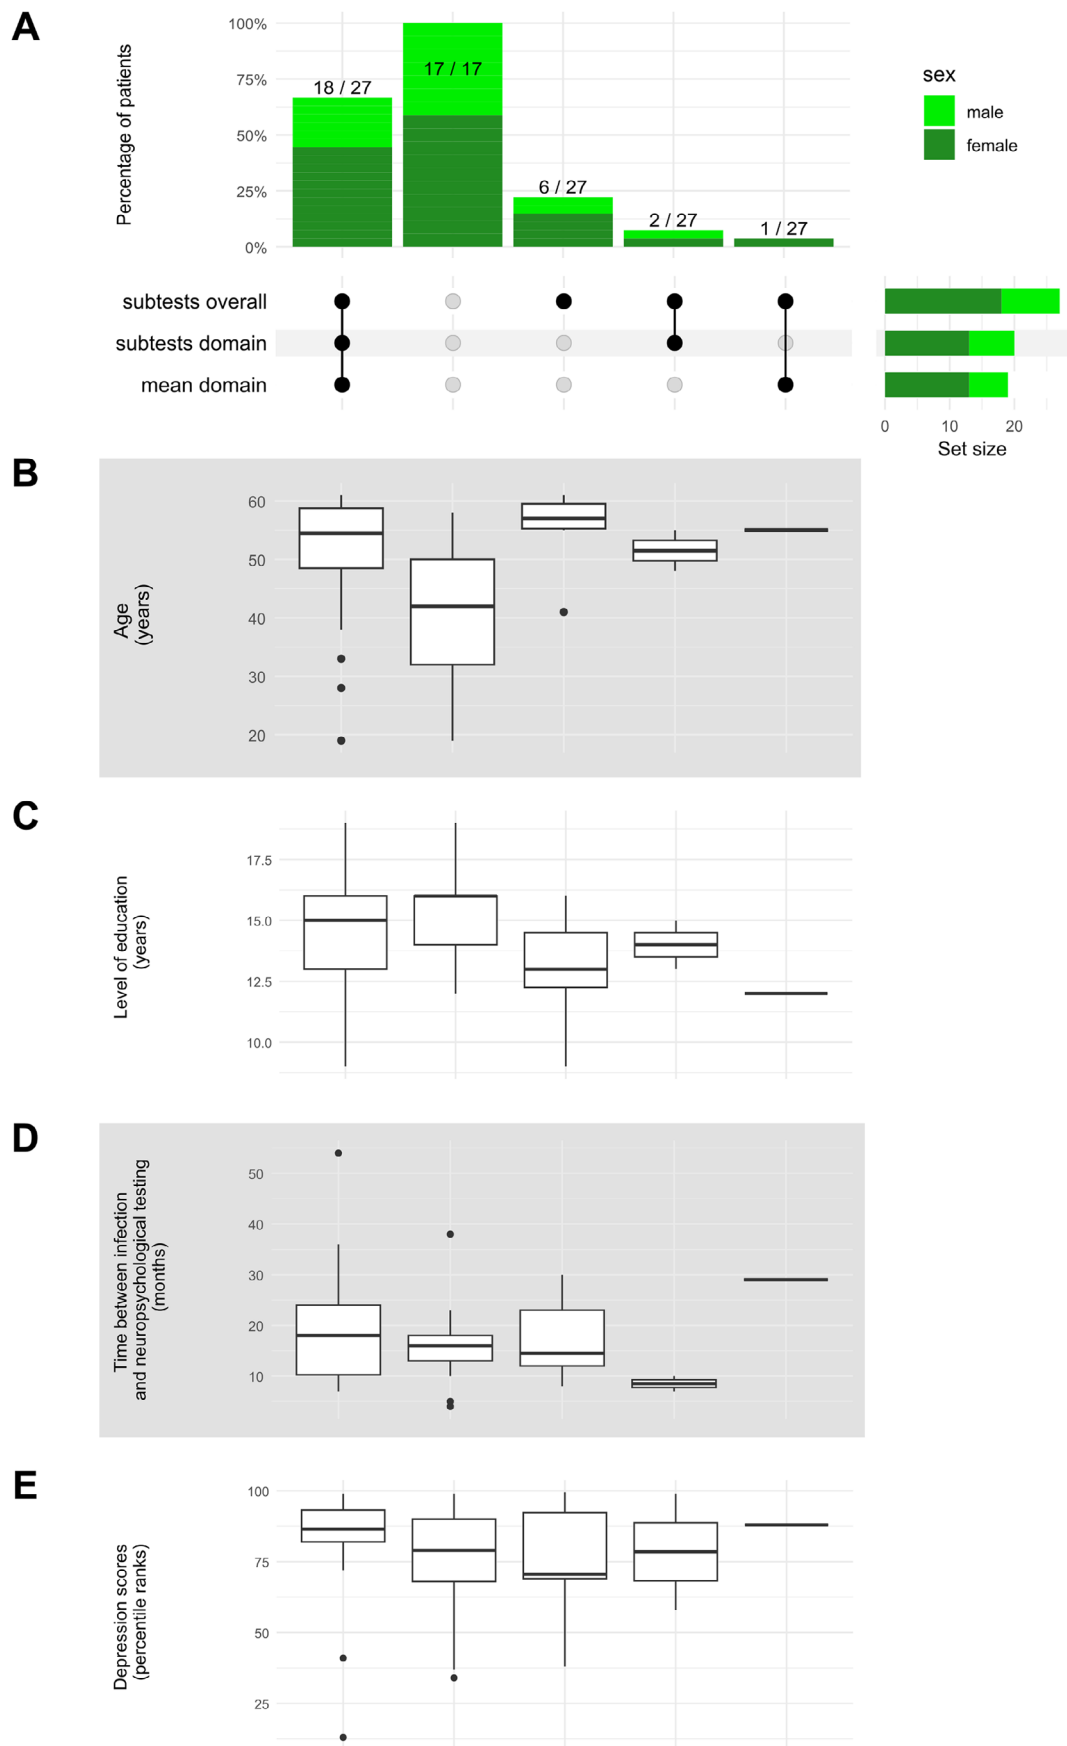 A
Percentage of patients
100%
75%
50%
25%
0%
18 / 27
17 / 17
6 / 27
2 / 27
1 / 27
sex
male
female
subtests overall
subtests domain
mean domain
0 10 20
Set size
B
Age
(years)
60
50
40
30
20
C
Level of education
(years)
17.5
15.0
12.5
10.0
D
Time between infection
and neuropsychological testing
(months)
50
40
30
20
10
E
Depression scores
(percentile ranks)
100
75
50
25